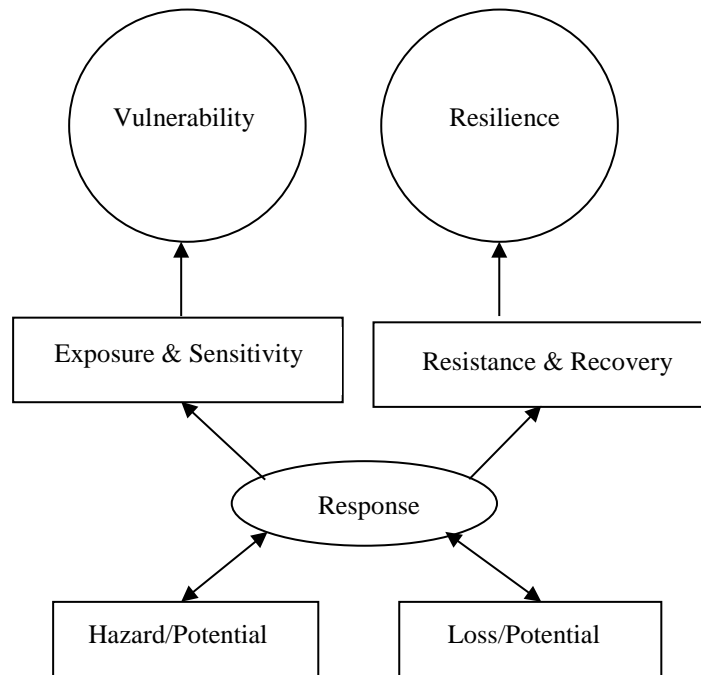 Vulnerability
Resilience
Exposure & Sensitivity
Resistance & Recovery
Response
Hazard/Potential
Loss/Potential